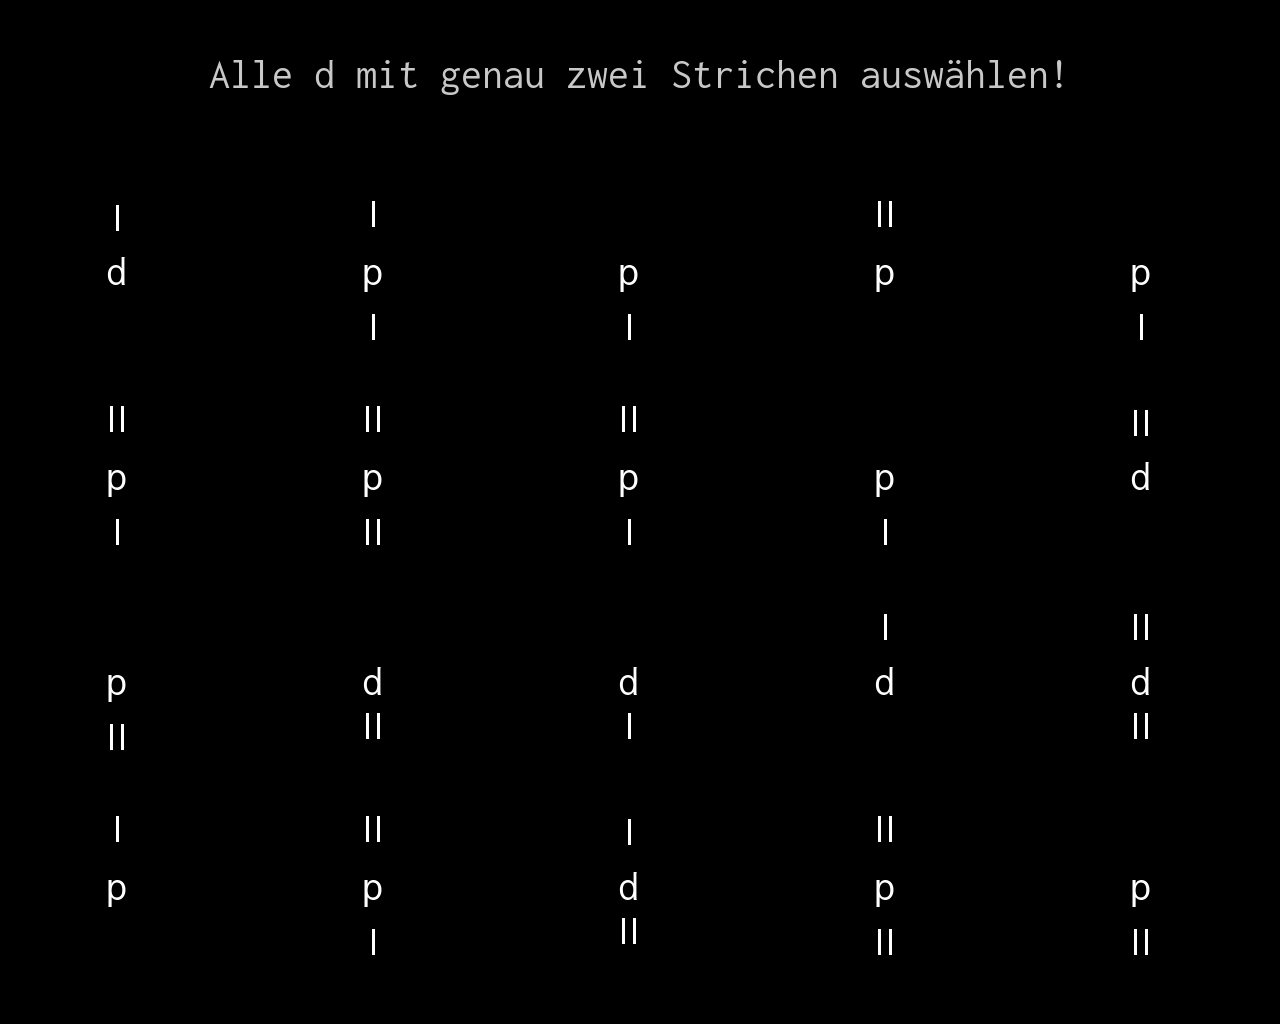 Alle d mit genau zwei Strichen auswählen!
| | ||
d p p p p
| | |
|| || || ||
p p p p d
| || | |
| ||
p d d d d
|| || | ||
| || | ||
p p d p p
| || || ||